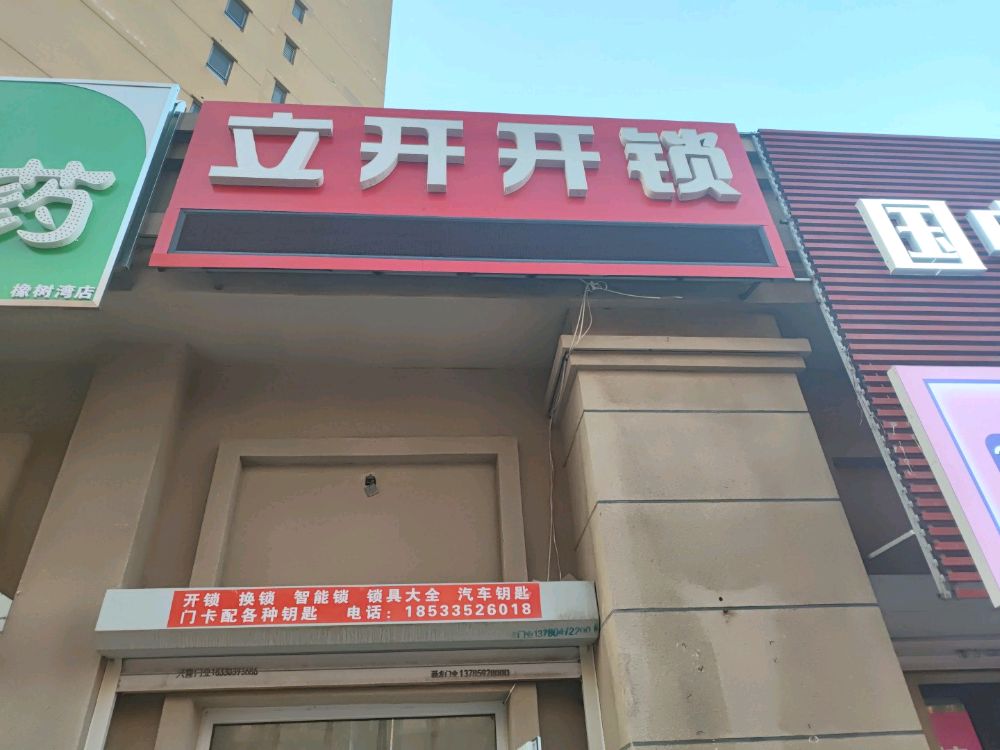 立开开锁
药
橡树湾店
国
开锁 换锁 智能锁 锁具大全 汽车钥匙
门卡配各种钥匙 电话：18533526018